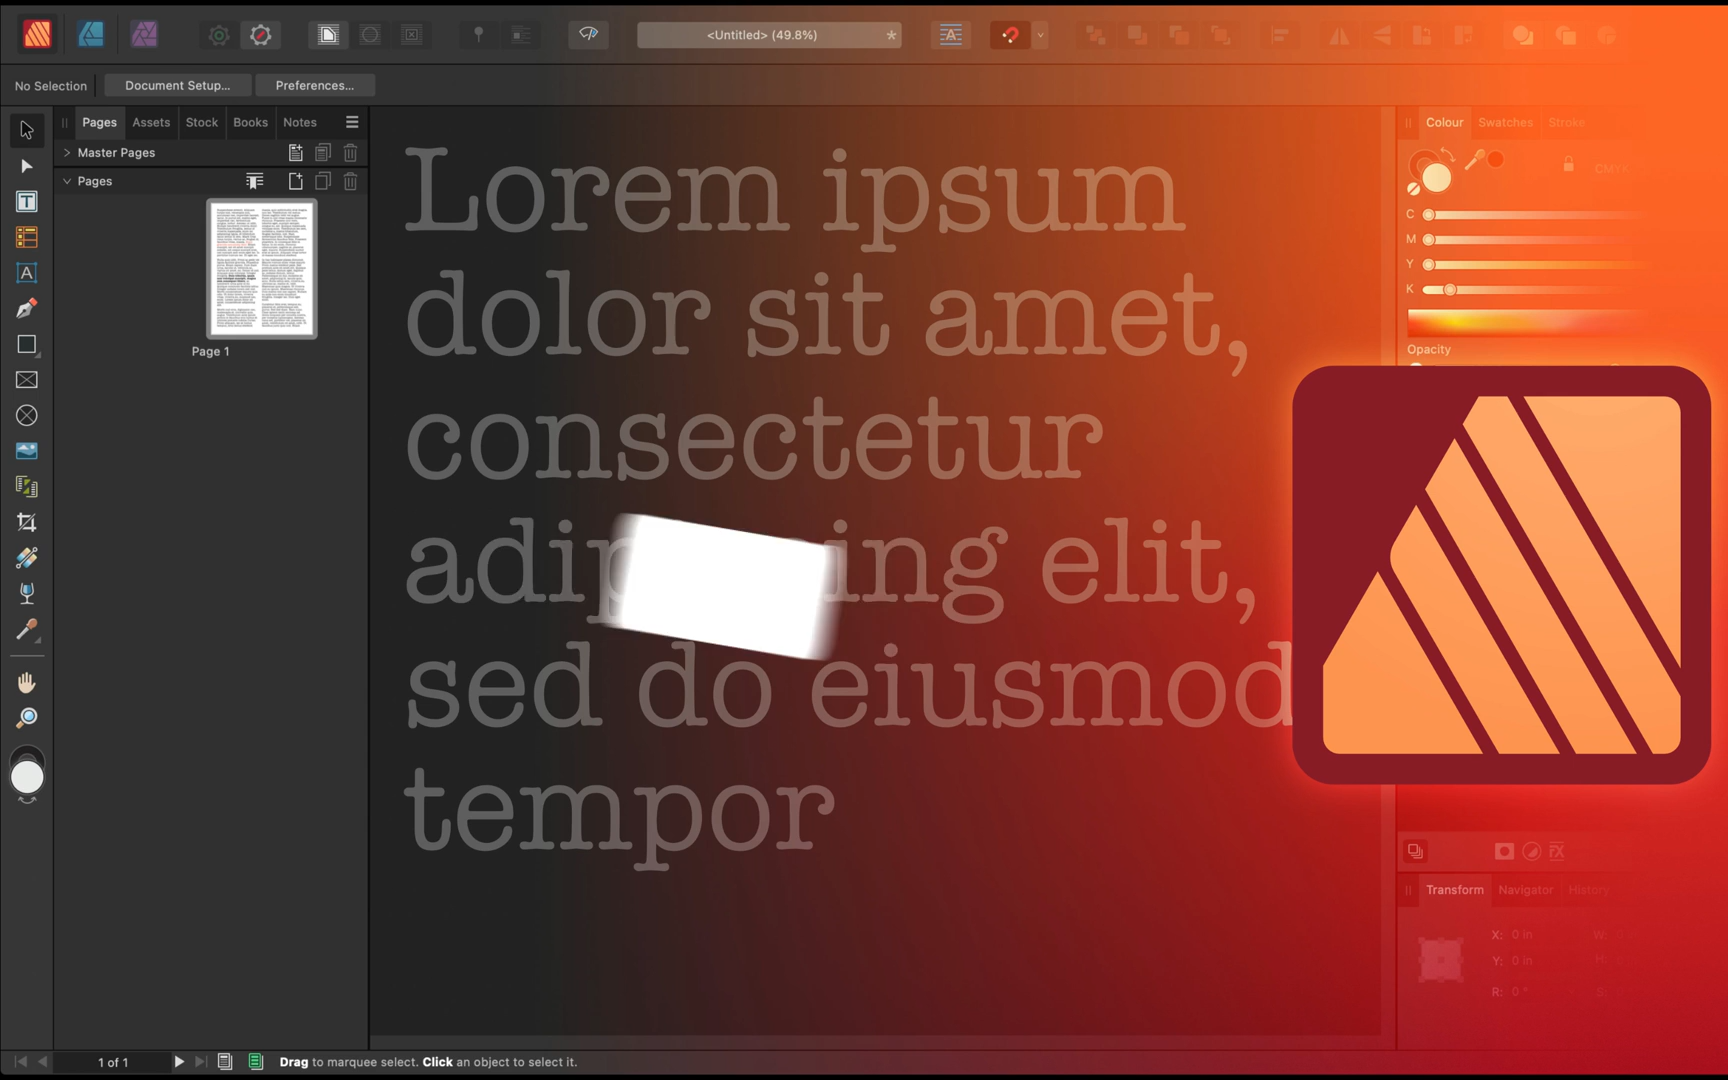 <Untitled> (49.8%)
*
No Selection
Document Setup...
Preferences...
Pages
Assets
Stock
Books
Notes
Master Pages
Pages
Page 1
Lorem ipsum
dolor sit amet,
consectetur
elit,
sed do eiusmod
tempor
Colour
Swatches
Stroke
CMYK
C
M
Y
K
Opacity
Transform
Navigator
History
X: 0 in
W:
Y: 0 in
R: 0 °
1 of 1
Drag to marquee select. Click an object to select it.